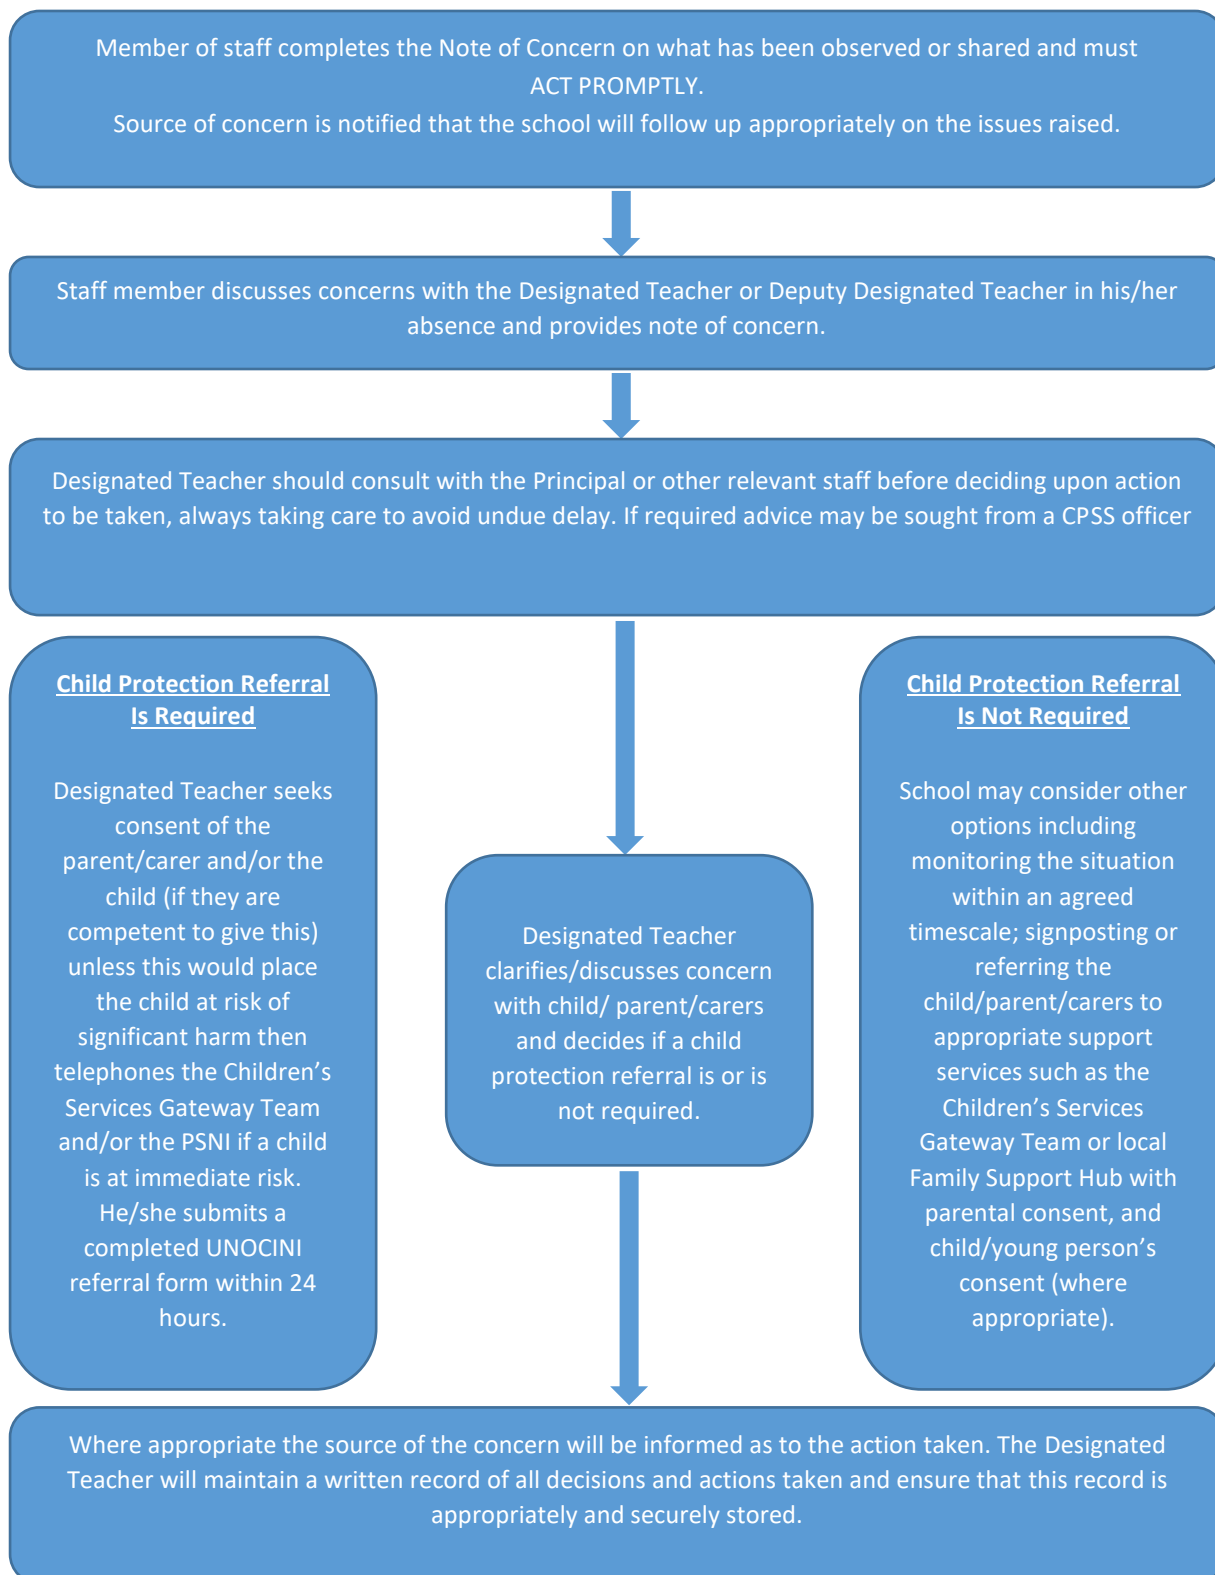 Member of staff completes the Note of Concern on what has been observed or shared and must
ACT PROMPTLY.
Source of concern is notified that the school will follow up appropriately on the issues raised.
Staff member discusses concerns with the Designated Teacher or Deputy Designated Teacher in his/her
absence and provides note of concern.
Designated Teacher should consult with the Principal or other relevant staff before deciding upon action
to be taken, always taking care to avoid undue delay. If required advice may be sought from a CPSS officer
Child Protection Referral
Is Required
Designated Teacher seeks
consent of the
parent/carer and/or the
child (if they are
competent to give this)
unless this would place
the child at risk of
significant harm then
telephones the Children’s
Services Gateway Team
and/or the PSNI if a child
is at immediate risk.
He/she submits a
completed UNOCINI
referral form within 24
hours.
Designated Teacher
clarifies/discusses concern
with child/ parent/carers
and decides if a child
protection referral is or is
not required.
Child Protection Referral
Is Not Required
School may consider other
options including
monitoring the situation
within an agreed
timescale; signposting or
referring the
child/parent/carers to
appropriate support
services such as the
Children’s Services
Gateway Team or local
Family Support Hub with
parental consent, and
child/young person’s
consent (where
appropriate).
Where appropriate the source of the concern will be informed as to the action taken. The Designated
Teacher will maintain a written record of all decisions and actions taken and ensure that this record is
appropriately and securely stored.